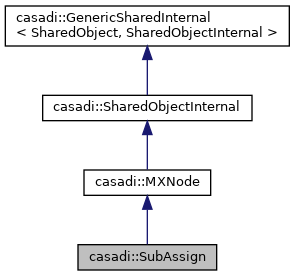 casadi::GenericSharedInternal
< SharedObject, SharedObjectInternal >
casadi::SharedObjectInternal
casadi::MXNode
casadi::SubAssign